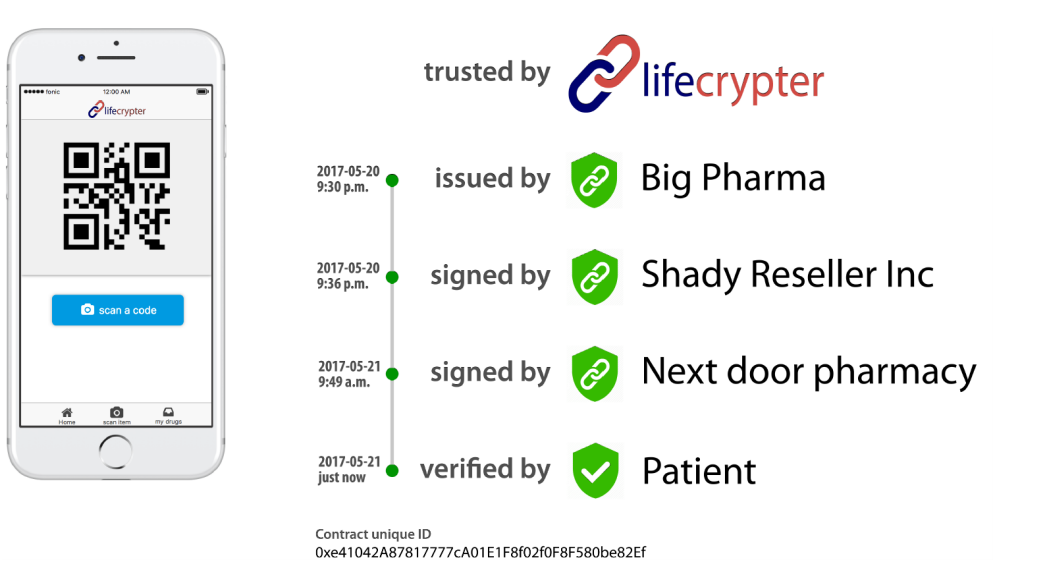 fonic 12:00 AM
lifecrypter
scan a code
Home scan item my drugs
trusted by lifecrypter
2017-05-20
9:30 p.m.
issued by Big Pharma
2017-05-20
9:36 p.m.
signed by Shady Reseller Inc
2017-05-21
9:49 a.m.
signed by Next door pharmacy
2017-05-21
just now
verified by Patient
Contract unique ID
0xe41042A87817777cA01E1F8f02f0F8F580be82Ef